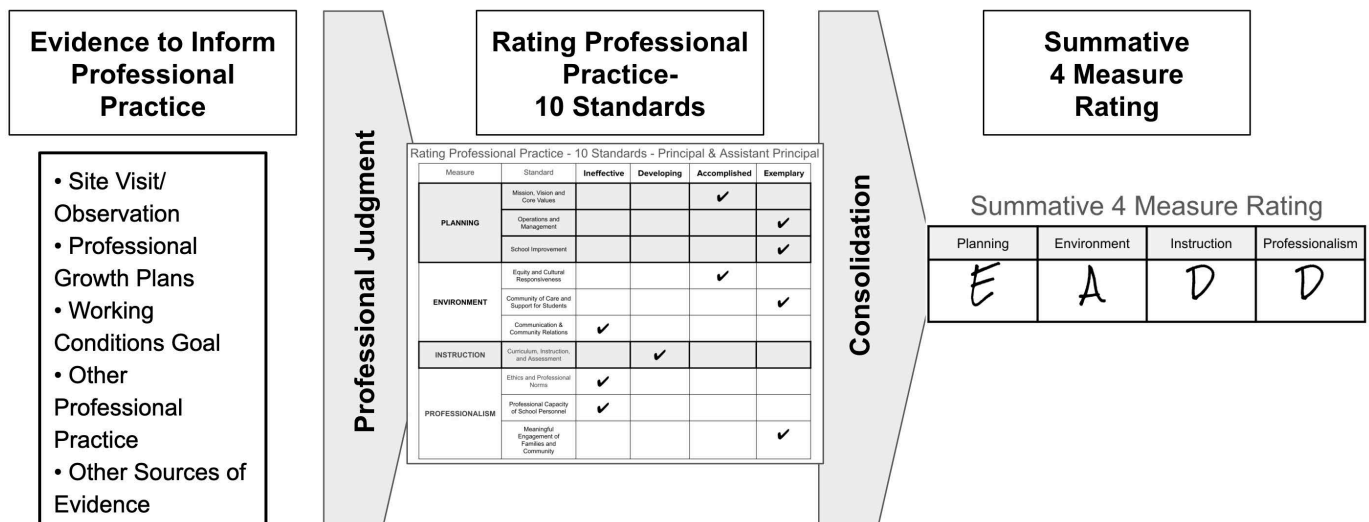 Evidence to Inform
Professional
Practice
• Site Visit/
Observation
• Professional
Growth Plans
• Working
Conditions Goal
• Other
Professional
Practice
• Other Sources of
Evidence
Professional Judgment
Rating Professional
Practice-
10 Standards
Rating Professional Practice - 10 Standards - Principal & Assistant Principal
Measure Standard Ineffective Developing Accomplished Exemplary
PLANNING
Mission, Vision and
Core Values
✔
Operations and
Management
✔
School Improvement
✔
ENVIRONMENT
Equity and Cultural
Responsiveness
✔
Community of Care and
Support for Students
✔
Communication &
Community Relations
✔
INSTRUCTION
Curriculum, Instruction,
and Assessment
✔
PROFESSIONALISM
Ethics and Professional
Norms
✔
Professional Capacity
of School Personnel
✔
Meaningful
Engagement of
Families and
Community
✔
Consolidation
Summative
4 Measure
Rating
Summative 4 Measure Rating
Planning Environment Instruction Professionalism
E A D D